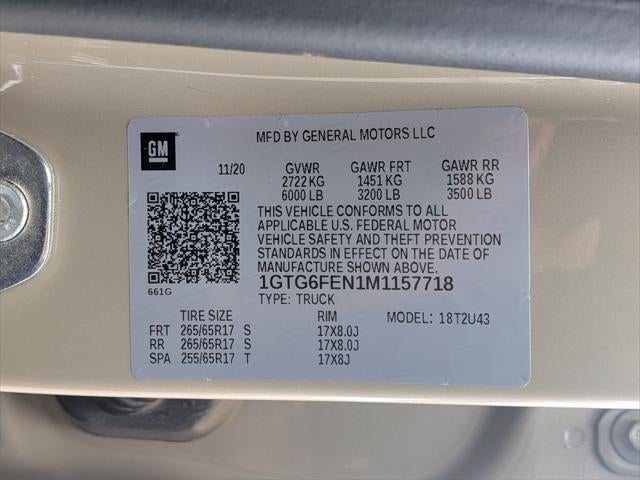 GM
MFD BY GENERAL MOTORS LLC
11/20 GVWR GAWR FRT GAWR RR
2722 KG 1451 KG 1588 KG
6000 LB 3200 LB 3500 LB
THIS VEHICLE CONFORMS TO ALL
APPLICABLE U.S. FEDERAL MOTOR
VEHICLE SAFETY AND THEFT PREVENTION
STANDARDS IN EFFECT ON THE DATE OF
MANUFACTURE SHOWN ABOVE.
661G
1GTG6FEN1M1157718
TYPE: TRUCK
TIRE SIZE RIM MODEL: 18T2U43
FRT 265/65R17 S 17X8.0J
RR 265/65R17 S 17X8.0J
SPA 255/65R17 T 17X8J